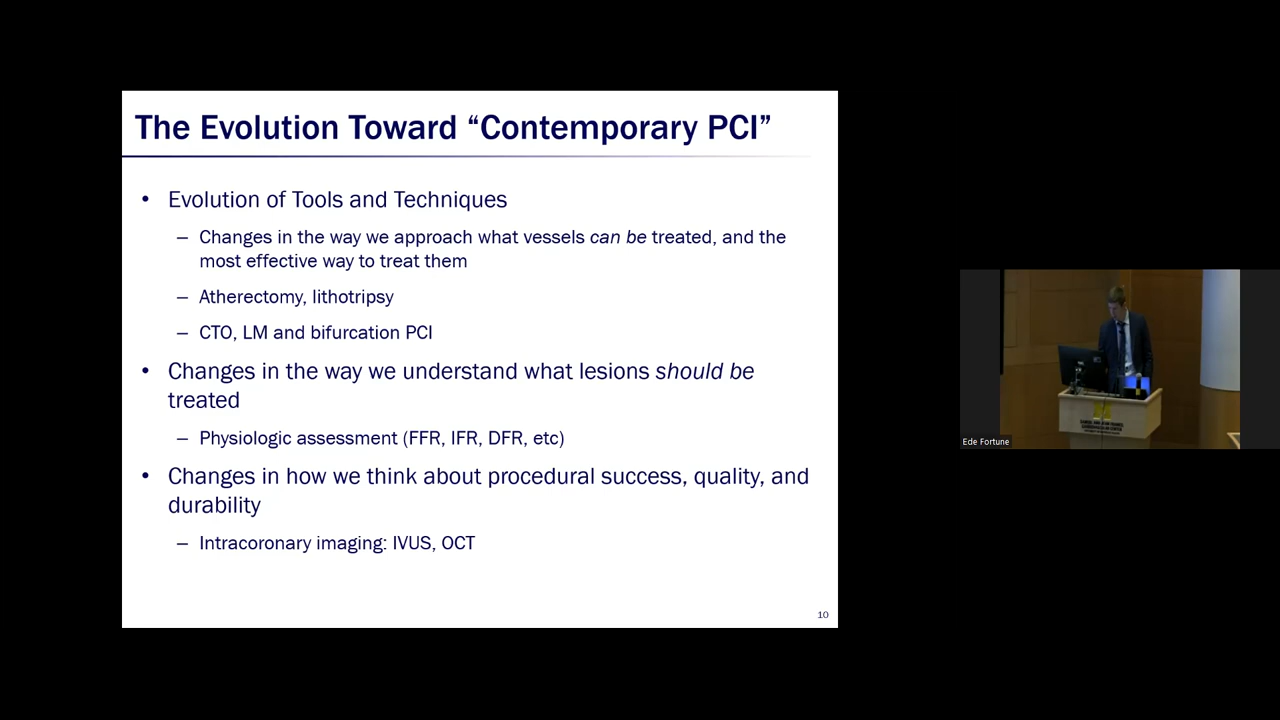 The Evolution Toward “Contemporary PCI”
• Evolution of Tools and Techniques
– Changes in the way we approach what vessels can be treated, and the
most effective way to treat them
– Atherectomy, lithotripsy
– CTO, LM and bifurcation PCI
• Changes in the way we understand what lesions should be
treated
– Physiologic assessment (FFR, IFR, DFR, etc)
• Changes in how we think about procedural success, quality, and
durability
– Intracoronary imaging: IVUS, OCT
10
Ede Fortune